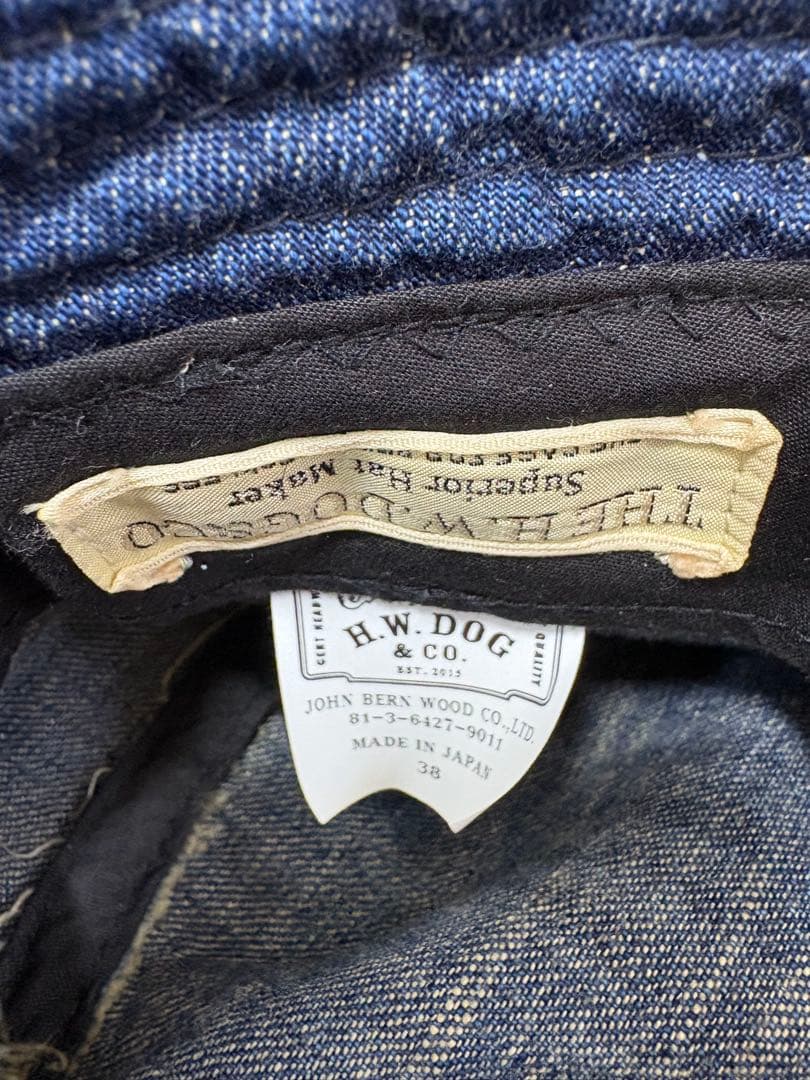 THE H.W. DOG & CO
Superior Hat Maker
H.W. DOG
& CO.
EST. 2015
JOHN BERN WOOD CO.,LTD.
81-3-6427-9011
MADE IN JAPAN
38